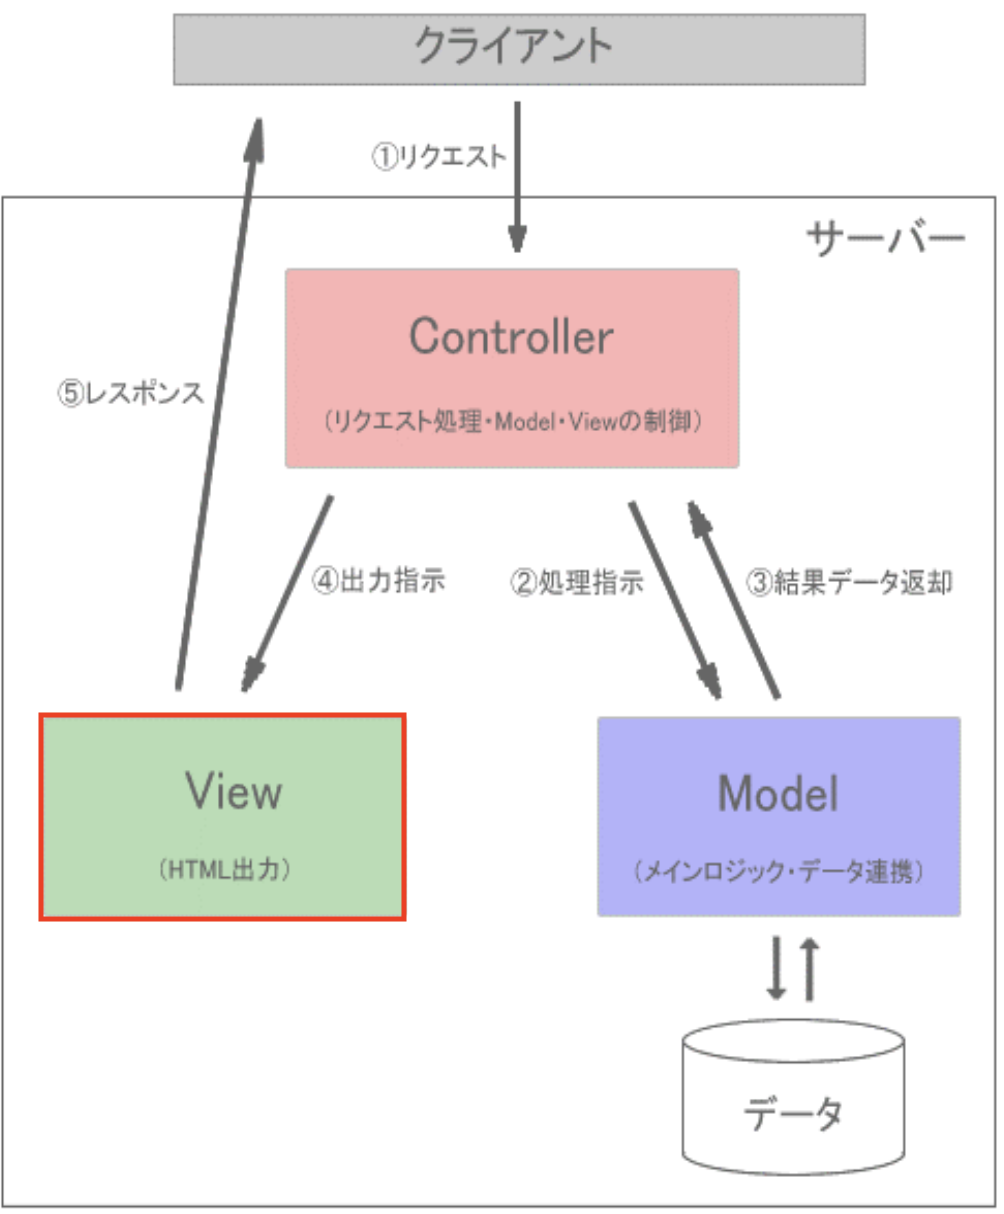 クライアント
①リクエスト
サーバー
Controller
(リクエスト処理・Model・Viewの制御)
⑤レスポンス
④出力指示
②処理指示
③結果データ返却
View
(HTML出力)
Model
(メインロジック・データ連携)
データ